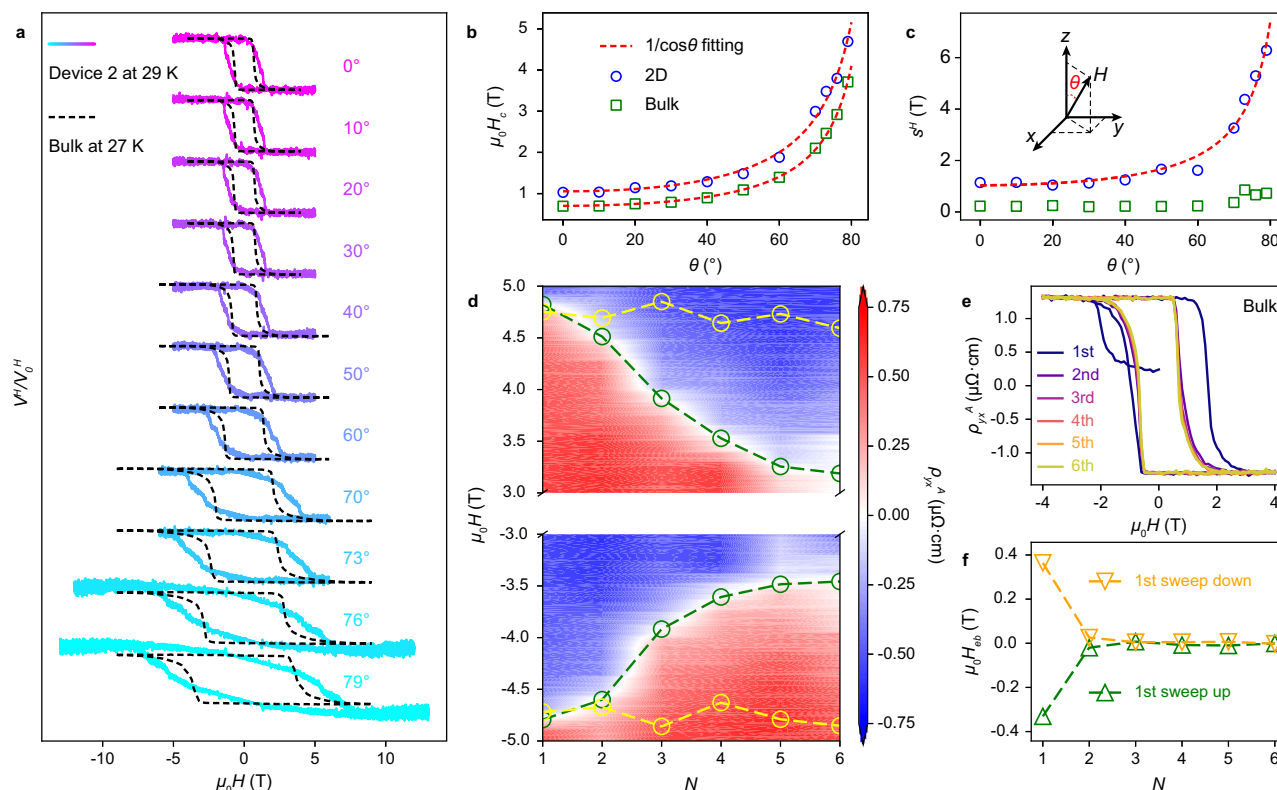 a
Device 2 at 29 K
Bulk at 27 K
0°
10°
20°
30°
40°
50°
60°
70°
73°
76°
79°
V^H/V_0^H
-10 -5 0 5 10
μ₀H (T)
b
5
4
3
2
1
μ₀H_c (T)
1/cosθ fitting
2D
Bulk
0 20 40 60 80
θ (°)
c
6
4
2
0
s^H (T)
z
θ
H
x
y
0 20 40 60 80
θ (°)
d
5.0
4.5
4.0
3.5
3.0
-3.0
-3.5
-4.0
-4.5
-5.0
μ₀H (T)
1 2 3 4 5 6
N
0.75
0.50
0.25
0.00
-0.25
-0.50
-0.75
ρ_yx^A (μΩ·cm)
e
Bulk
1.0
0.5
0.0
-0.5
-1.0
ρ_yx^A (μΩ·cm)
1st
2nd
3rd
4th
5th
6th
-4 -2 0 2 4
μ₀H (T)
f
0.4
0.2
0.0
-0.2
-0.4
μ₀H_eb (T)
1st sweep down
1st sweep up
1 2 3 4 5 6
N